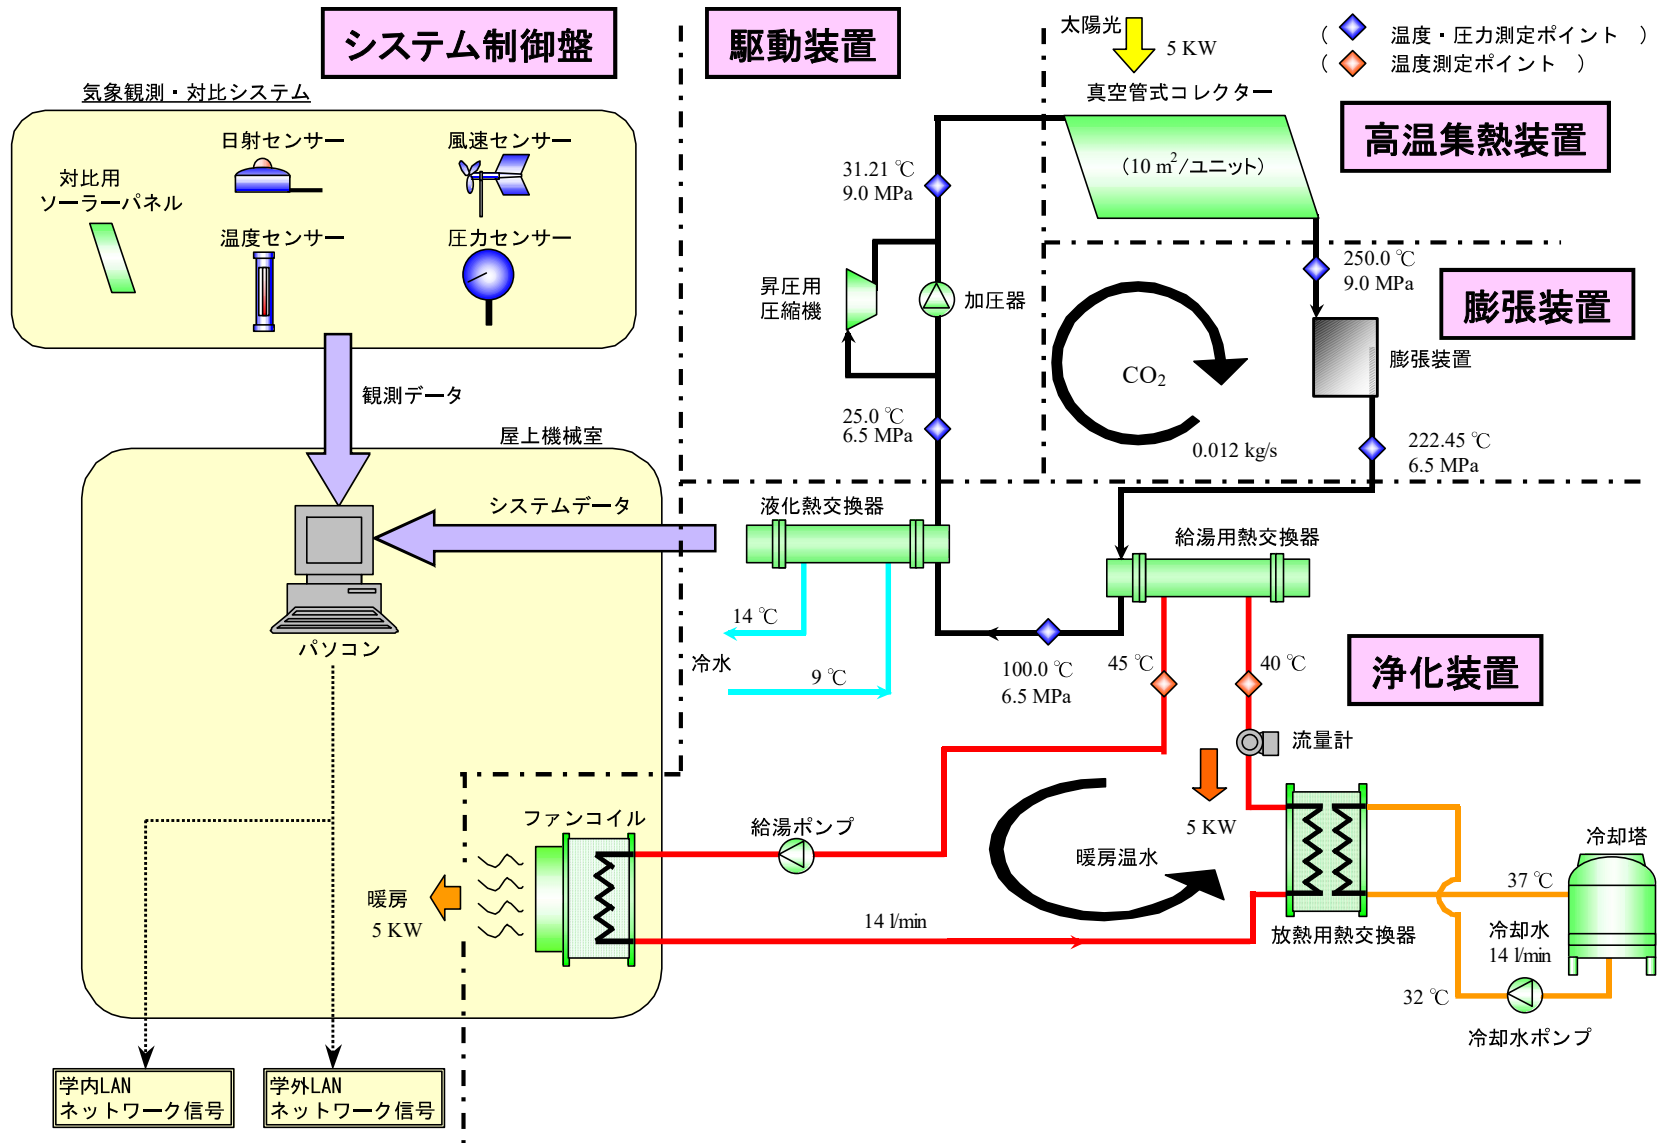 システム制御盤
駆動装置
太陽光
5 KW
( 温度・圧力測定ポイント )
( 温度測定ポイント )
気象観測・対比システム
真空管式コレクター
高温集熱装置
日射センサー
風速センサー
(10 m²/ユニット)
31.21 ℃
9.0 MPa
対比用
ソーラーパネル
温度センサー
圧力センサー
250.0 ℃
9.0 MPa
膨張装置
昇圧用
圧縮機
加圧器
膨張装置
CO₂
観測データ
25.0 ℃
6.5 MPa
屋上機械室
0.012 kg/s
222.45 ℃
6.5 MPa
システムデータ
液化熱交換器
給湯用熱交換器
14 ℃
パソコン
冷水
9 ℃
100.0 ℃
6.5 MPa
45 ℃
40 ℃
浄化装置
流量計
ファンコイル
給湯ポンプ
5 KW
暖房温水
冷却塔
暖房
5 KW
14 l/min
37 ℃
放熱用熱交換器
冷却水
14 l/min
32 ℃
冷却水ポンプ
学内LAN
ネットワーク信号
学外LAN
ネットワーク信号